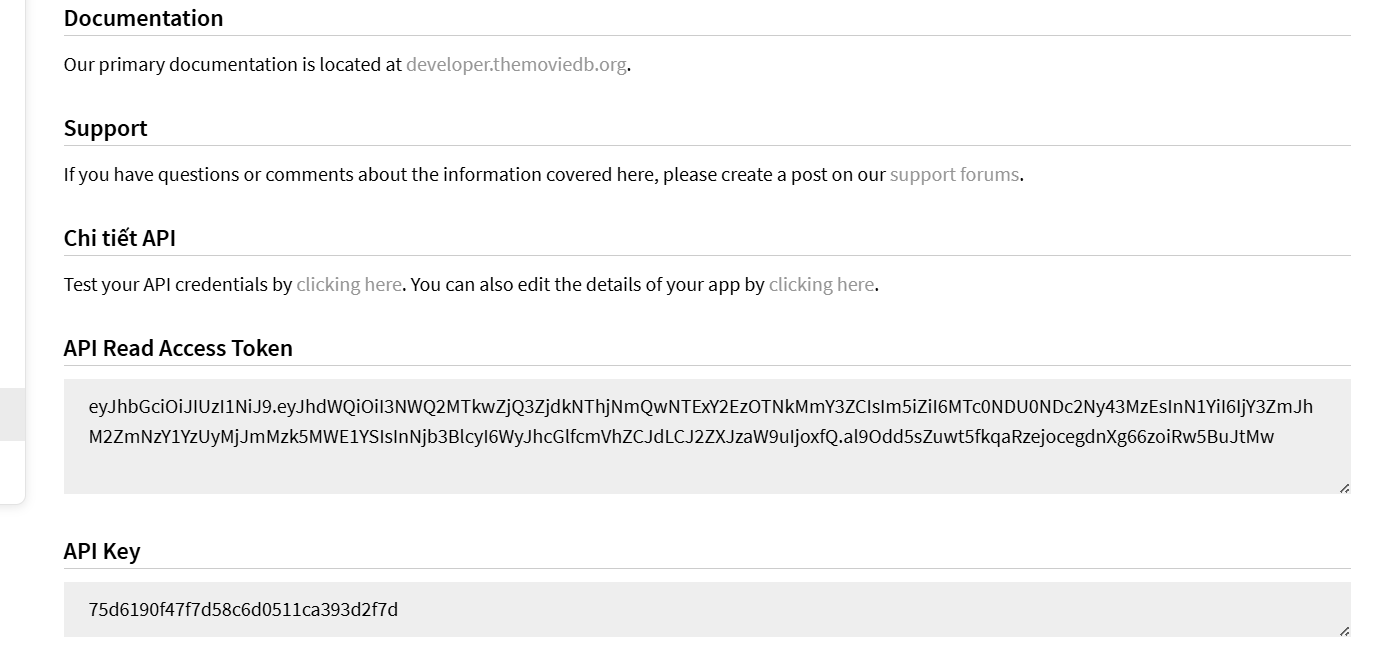 Documentation
Our primary documentation is located at developer.themoviedb.org.
Support
If you have questions or comments about the information covered here, please create a post on our support forums.
Chi tiết API
Test your API credentials by clicking here. You can also edit the details of your app by clicking here.
API Read Access Token
eyJhbGciOiJIUzI1NiJ9.eyJhdWQiOiI3NWQ2MTkwZjQ3ZjdkNThjNmQwNTExY2EzOTNkMmY3ZCIsIm5iZiI6MTc0NDU0NDc2Ny43MzEsInN1YiI6IjY3ZmJh
M2ZmNzY1YzUyMjJmMzk5MWE1YSIsInNjb3BlcyI6WyJhcGlfcmVhZCJdLCJ2ZXJzaW9uIjoxfQ.al9Odd5sZuwt5fkqaRzejocegdnXg66zoiRw5BuJtMw
API Key
75d6190f47f7d58c6d0511ca393d2f7d